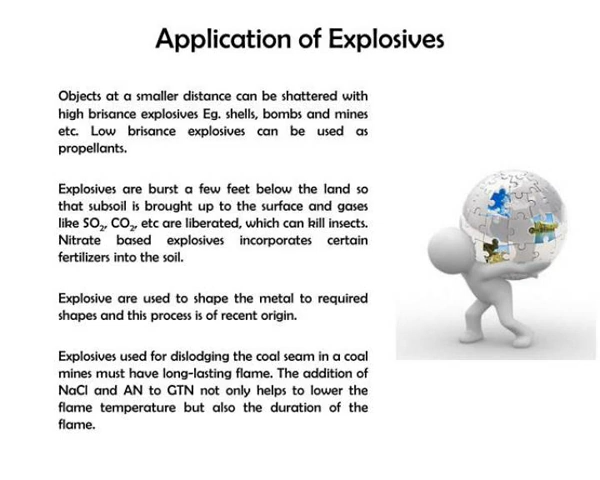 Application of Explosives
Objects at a smaller distance can be shattered with
high brisance explosives Eg. shells, bombs and mines
etc. Low brisance explosives can be used as
propellants.
Explosives are burst a few feet below the land so
that subsoil is brought up to the surface and gases
like SO₂, CO₂, etc are liberated, which can kill insects.
Nitrate based explosives incorporates certain
fertilizers into the soil.
Explosive are used to shape the metal to required
shapes and this process is of recent origin.
Explosives used for dislodging the coal seam in a coal
mines must have long-lasting flame. The addition of
NaCl and AN to GTN not only helps to lower the
flame temperature but also the duration of the
flame.